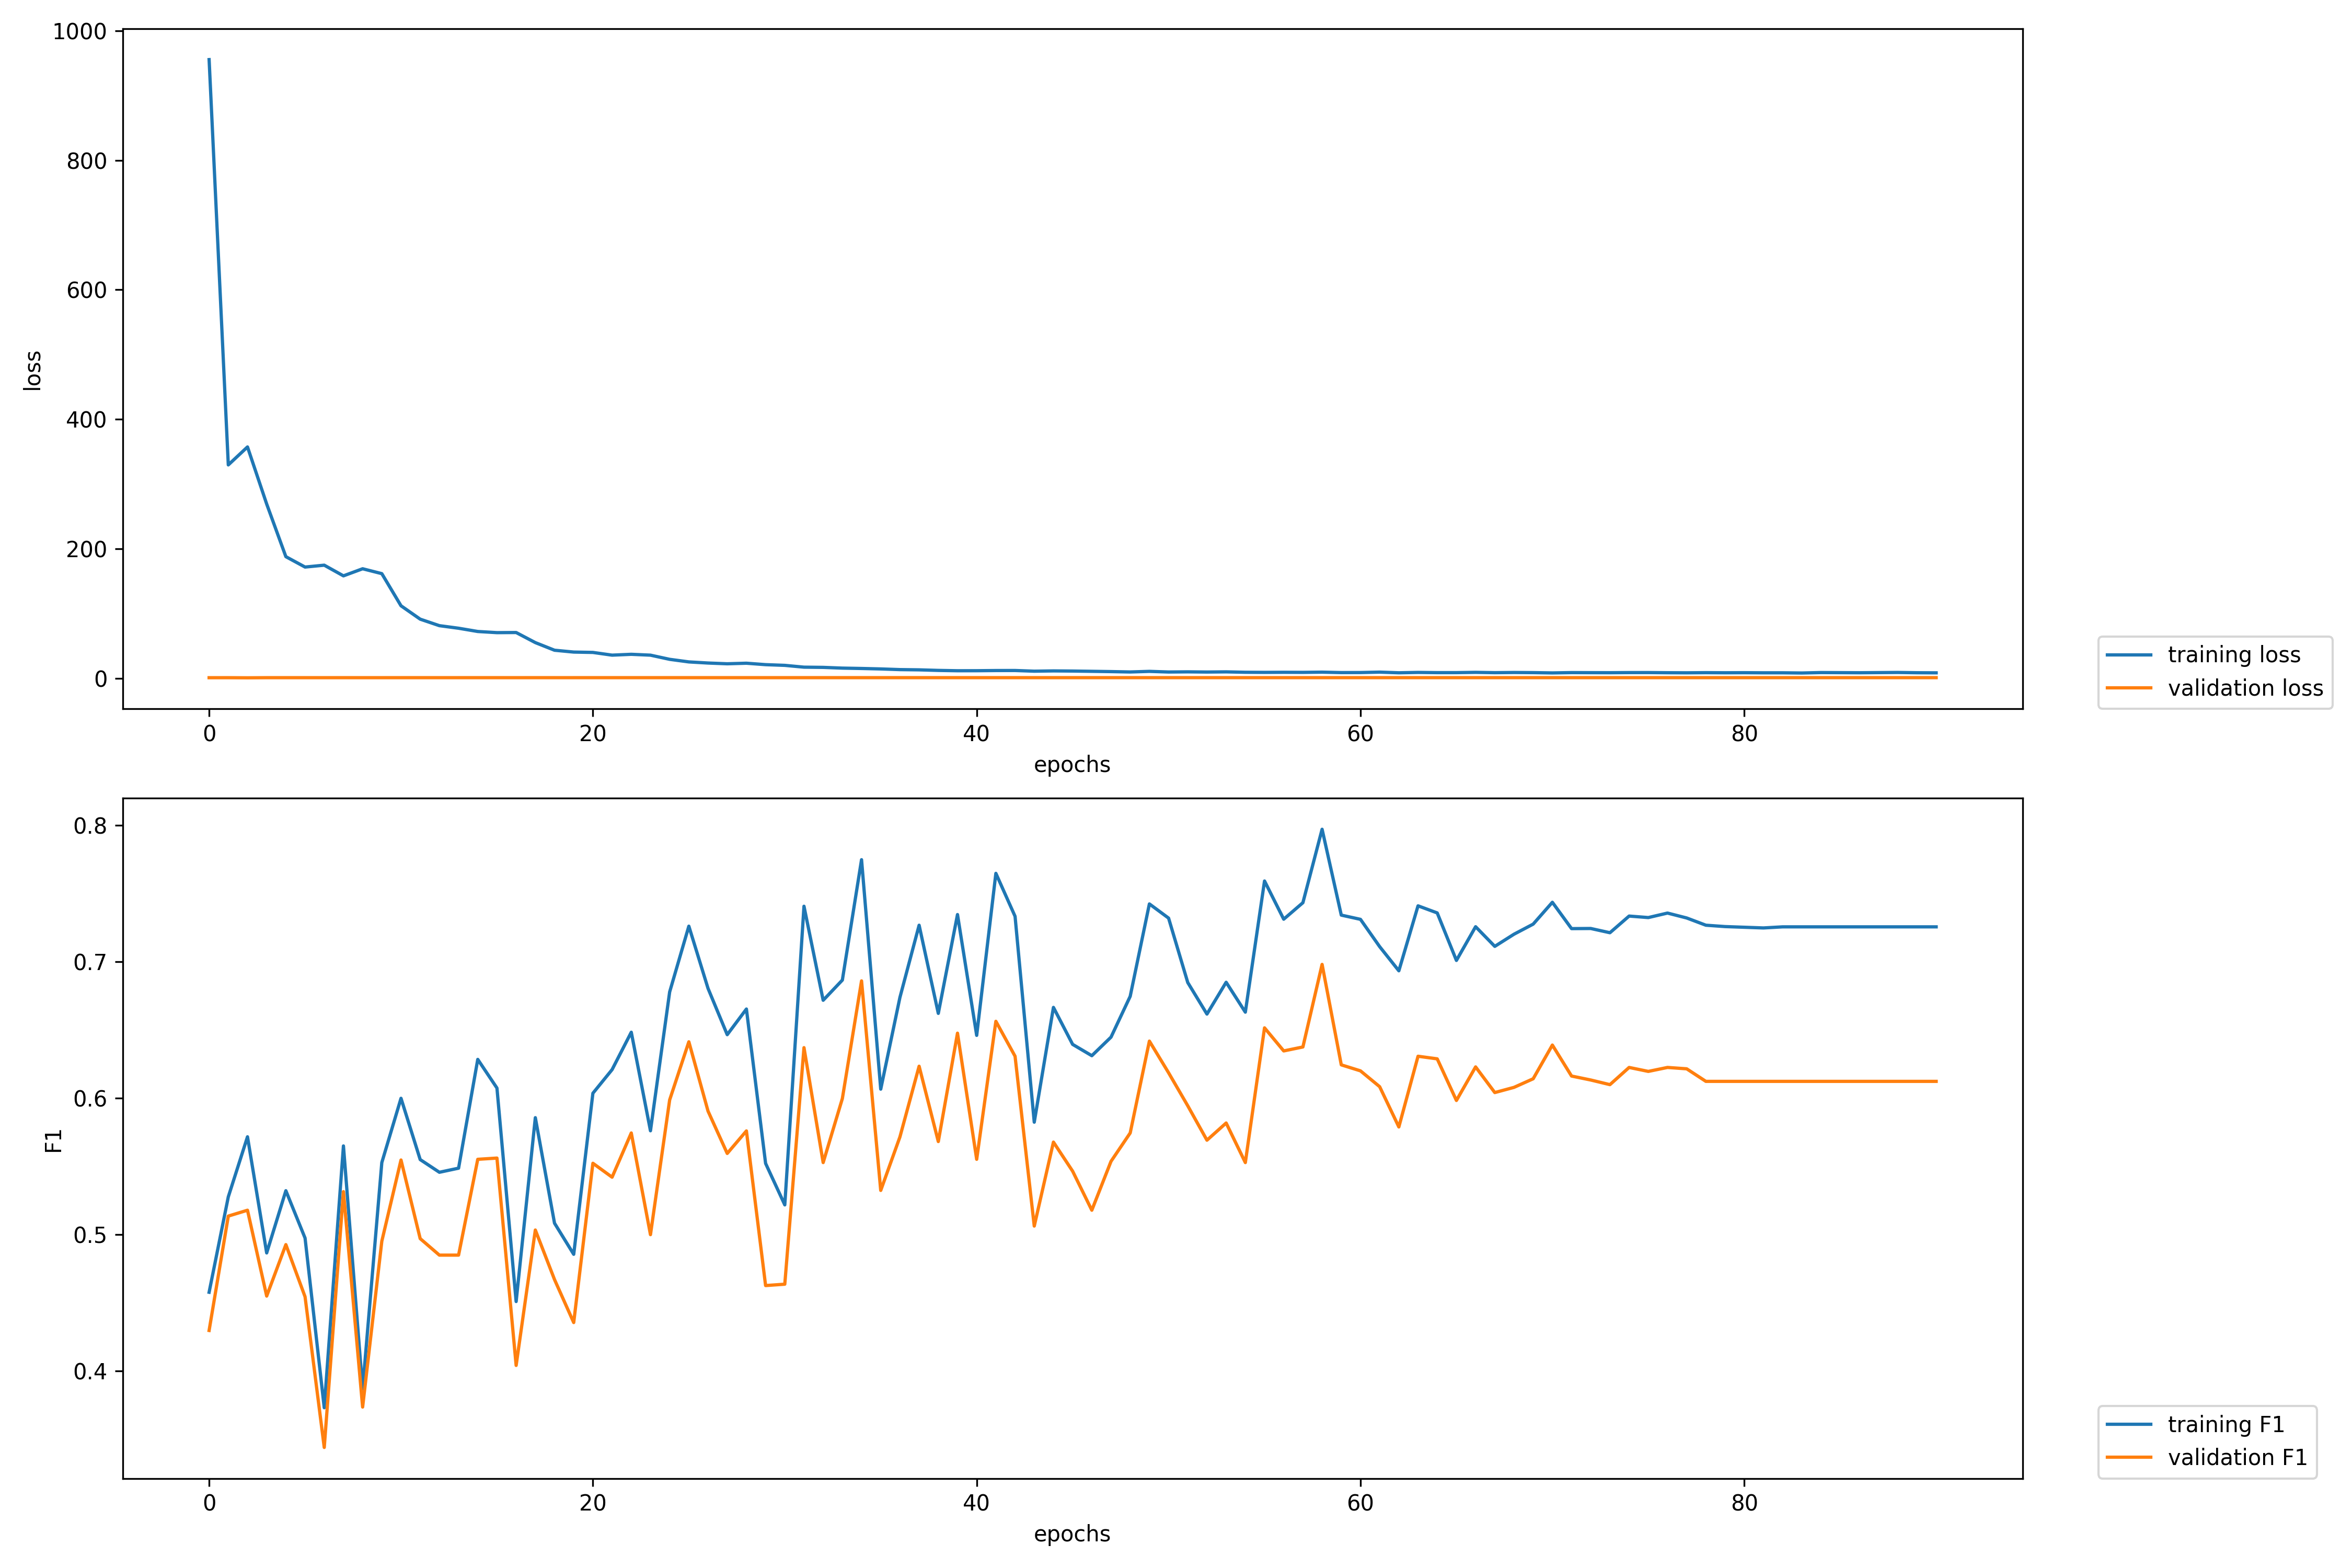 1000
800
600
400
200
0
loss
0 20 40 60 80
epochs
training loss
validation loss
0.8
0.7
0.6
0.5
0.4
F1
0 20 40 60 80
epochs
training F1
validation F1